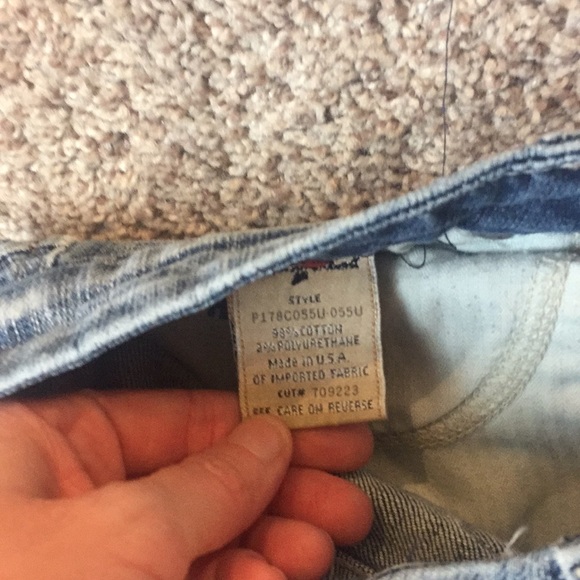 STYLE
P178C055U-055U
98% COTTON
2% POLYURETHANE
Made in U.S.A.
OF IMPORTED FABRIC
CUT# 709223
SEE CARE ON REVERSE